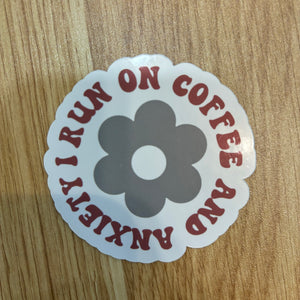 I RUN ON COFFEE AND ANXIETY